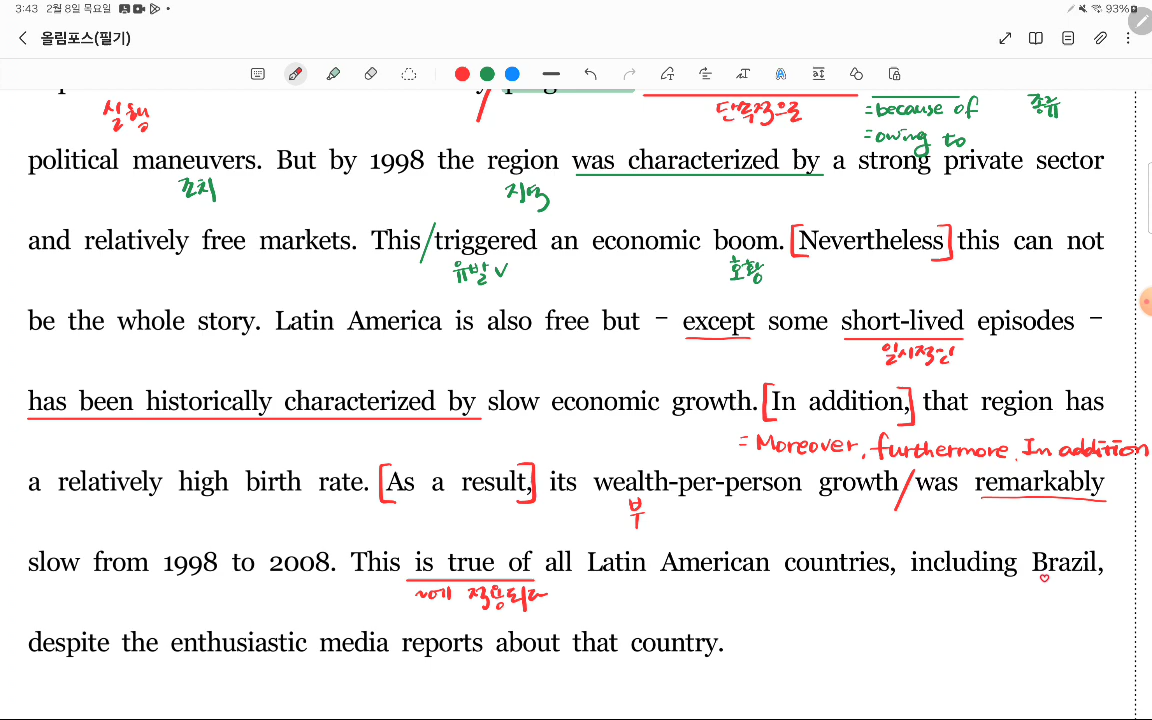 3:43 2월 8일 목요일
93%
올림포스(필기)
실행
단독적으로
=because of
종류
=owing to
political maneuvers. But by 1998 the region was characterized by a strong private sector
조치
지역
and relatively free markets. This triggered an economic boom. [Nevertheless] this can not
유발
호황
be the whole story. Latin America is also free but – except some short-lived episodes –
일시적인
has been historically characterized by slow economic growth. [In addition,] that region has
= Moreover, furthermore, In addition
a relatively high birth rate. [As a result,] its wealth-per-person growth/was remarkably
부
slow from 1998 to 2008. This is true of all Latin American countries, including Brazil,
~에 적용되다
despite the enthusiastic media reports about that country.